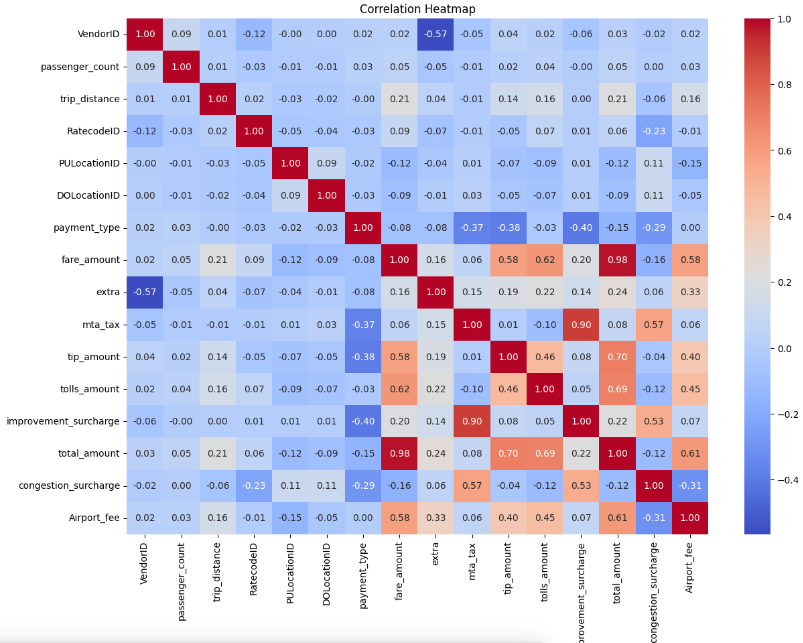 Correlation Heatmap
VendorID 1.00 0.09 0.01 -0.12 -0.00 0.00 0.02 0.02 -0.57 -0.05 0.04 0.02 -0.06 0.03 -0.02 0.02
passenger_count 0.09 1.00 0.01 -0.03 -0.01 -0.01 0.03 0.05 -0.05 -0.01 0.02 0.04 -0.00 0.05 0.00 0.03
trip_distance 0.01 0.01 1.00 0.02 -0.03 -0.02 -0.00 0.21 0.04 -0.01 0.14 0.16 0.00 0.21 -0.06 0.16
RatecodeID -0.12 -0.03 0.02 1.00 -0.05 -0.04 -0.03 0.09 -0.07 -0.01 -0.05 0.07 0.01 0.06 -0.23 -0.01
PULocationID -0.00 -0.01 -0.03 -0.05 1.00 0.09 -0.02 -0.12 -0.04 0.01 -0.07 -0.09 0.01 -0.12 0.11 -0.15
DOLocationID 0.00 -0.01 -0.02 -0.04 0.09 1.00 -0.03 -0.09 -0.01 0.03 -0.05 -0.07 0.01 -0.09 0.11 -0.05
payment_type 0.02 0.03 -0.00 -0.03 -0.02 -0.03 1.00 -0.08 -0.08 -0.37 -0.38 -0.03 -0.40 -0.15 -0.29 0.00
fare_amount 0.02 0.05 0.21 0.09 -0.12 -0.09 -0.08 1.00 0.16 0.06 0.58 0.62 0.20 0.98 -0.16 0.58
extra -0.57 -0.05 0.04 -0.07 -0.04 -0.01 -0.08 0.16 1.00 0.15 0.19 0.22 0.14 0.24 0.06 0.33
mta_tax -0.05 -0.01 -0.01 -0.01 0.01 0.03 -0.37 0.06 0.15 1.00 0.01 -0.10 0.90 0.08 0.57 0.06
tip_amount 0.04 0.02 0.14 -0.05 -0.07 -0.05 -0.38 0.58 0.19 0.01 1.00 0.46 0.08 0.70 -0.04 0.40
tolls_amount 0.02 0.04 0.16 0.07 -0.09 -0.07 -0.03 0.62 0.22 -0.10 0.46 1.00 0.05 0.69 -0.12 0.45
improvement_surcharge -0.06 -0.00 0.00 0.01 0.01 0.01 -0.40 0.20 0.14 0.90 0.08 0.05 1.00 0.22 0.53 0.07
total_amount 0.03 0.05 0.21 0.06 -0.12 -0.09 -0.15 0.98 0.24 0.08 0.70 0.69 0.22 1.00 -0.12 0.61
congestion_surcharge -0.02 0.00 -0.06 -0.23 0.11 0.11 -0.29 -0.16 0.06 0.57 -0.04 -0.12 0.53 -0.12 1.00 -0.31
Airport_fee 0.02 0.03 0.16 -0.01 -0.15 -0.05 0.00 0.58 0.33 0.06 0.40 0.45 0.07 0.61 -0.31 1.00
VendorID
passenger_count
trip_distance
RatecodeID
PULocationID
DOLocationID
payment_type
fare_amount
extra
mta_tax
tip_amount
tolls_amount
provement_surcharge
total_amount
congestion_surcharge
Airport_fee
1.0
0.8
0.6
0.4
0.2
0.0
-0.2
-0.4